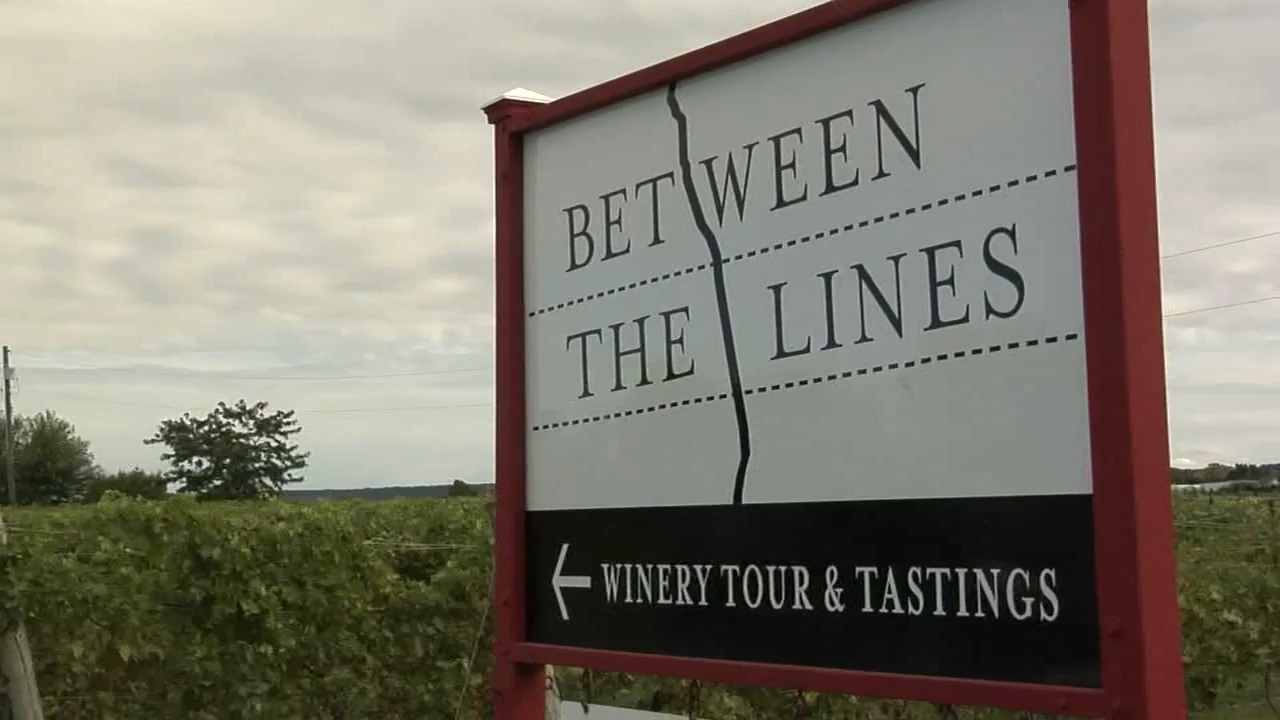 BETWEEN
THE LINES
← WINERY TOUR & TASTINGS